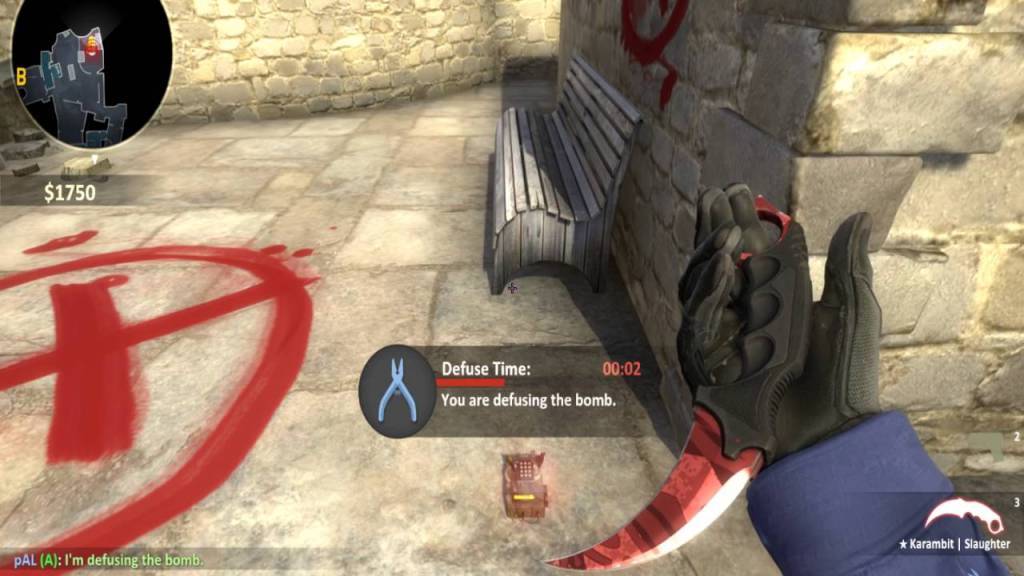 B
$1750
Defuse Time: 00:02
You are defusing the bomb.
2
3
★ Karambit | Slaughter
pAL (A): I'm defusing the bomb.